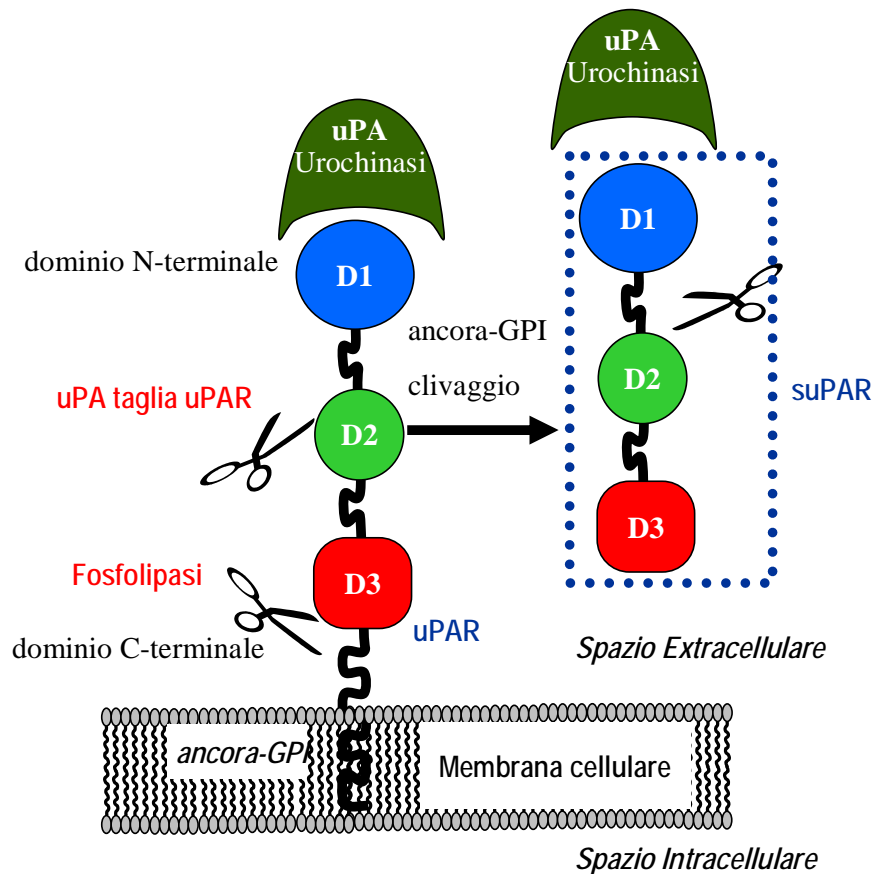 uPA
Urochinasi
uPA
Urochinasi
D1
dominio N-terminale
D1
ancora-GPI
clivaggio
uPA taglia uPAR
D2
D2
suPAR
D3
Fosfolipasi
D3
uPAR
dominio C-terminale
Spazio Extracellulare
ancora-GPI
Membrana cellulare
Spazio Intracellulare